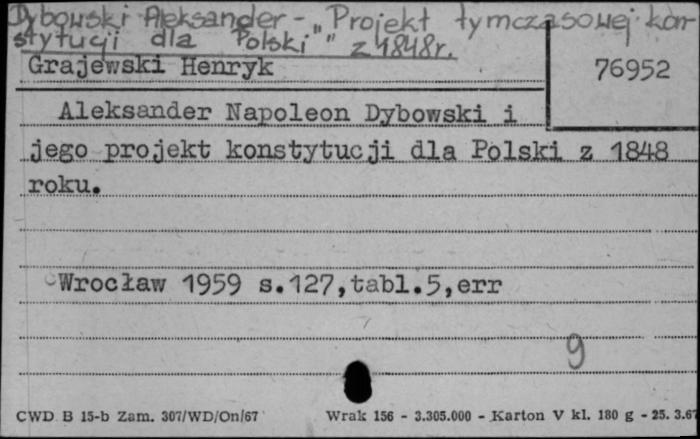 Dybowski Aleksander - "Projekt tymczasowej kon-
stytucji dla Polski" z 1848 r.
Grajewski Henryk
76952
Aleksander Napoleon Dybowski i
jego projekt konstytucji dla Polski z 1848
roku.
Wrocław 1959 s.127,tabl.5,err
9
CWD B 15-b Zam. 307/WD/On/67 Wrak 156 - 3.305.000 - Karton V kl. 180 g - 25. 3.67